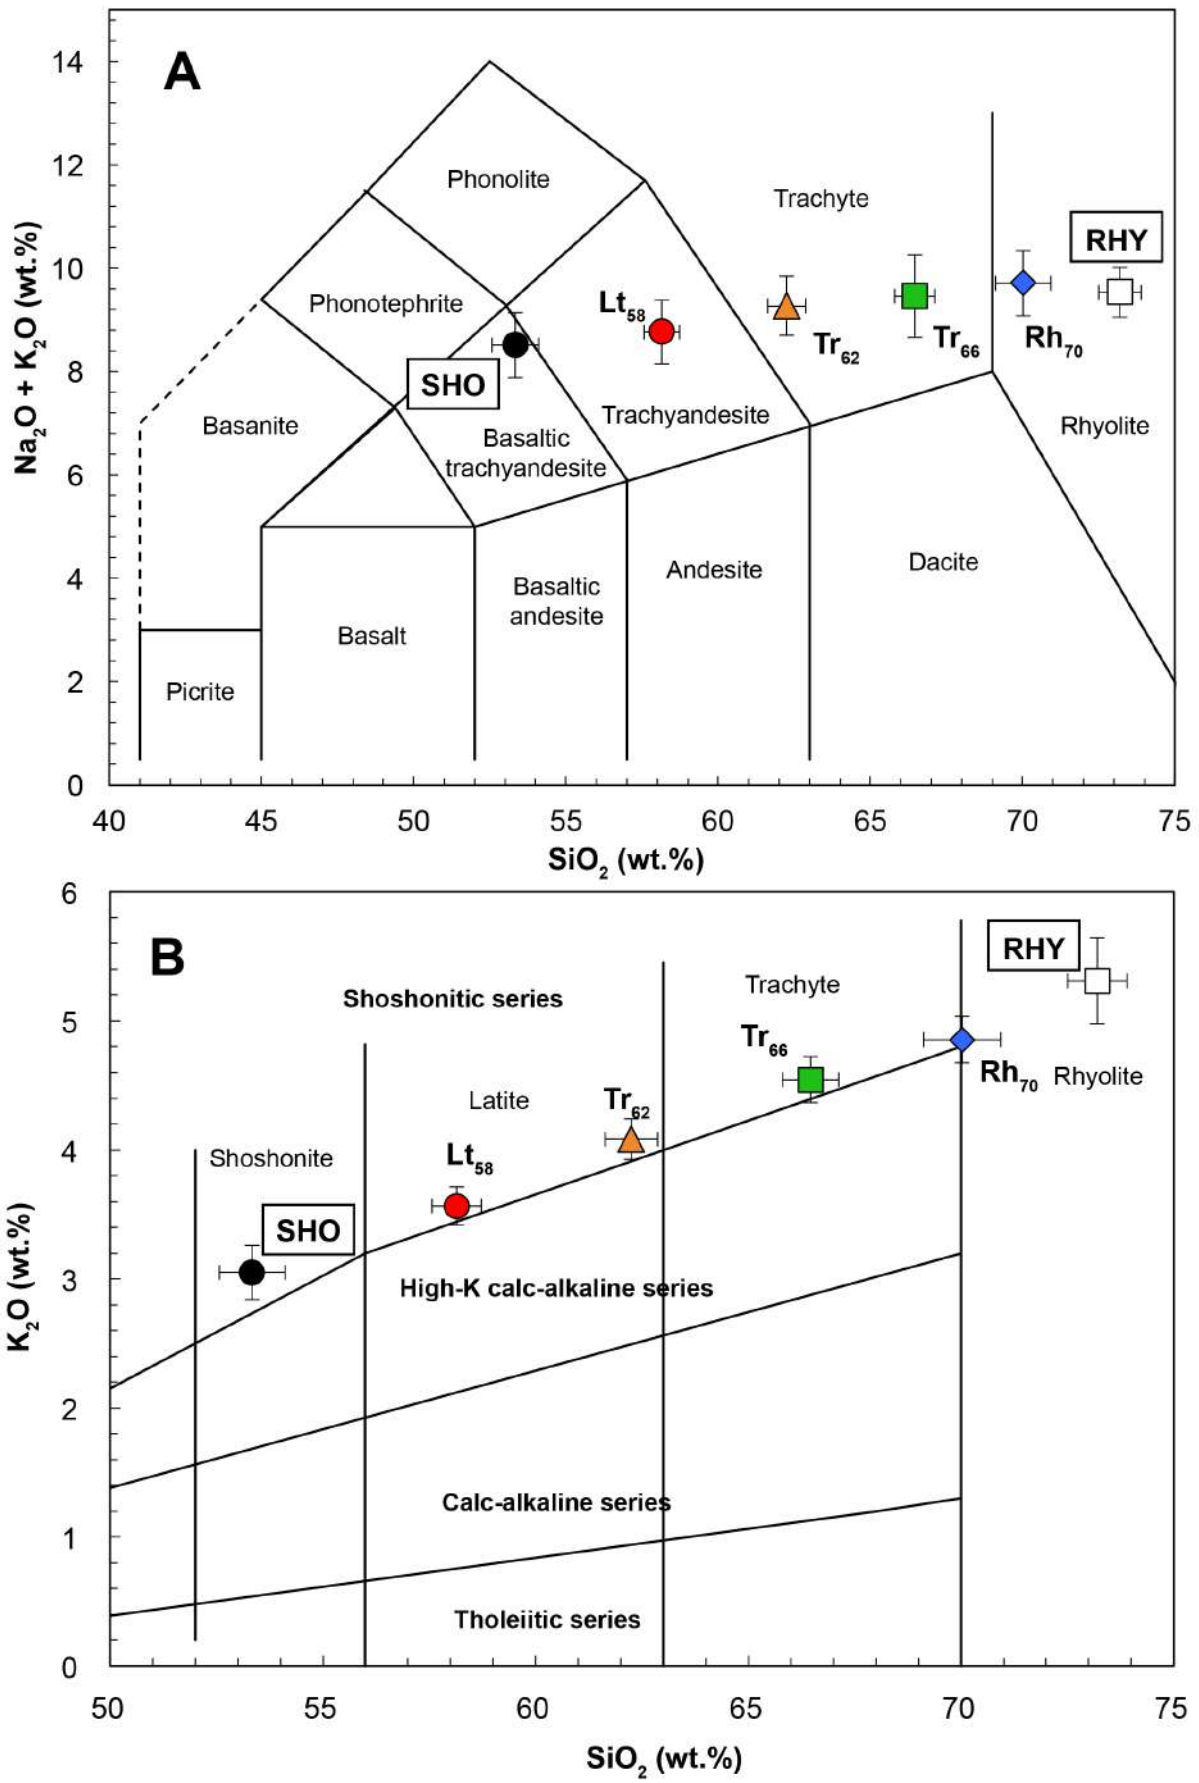 A
14
12
10
8
6
4
2
0
Na₂O + K₂O (wt.%)
Phonolite
Trachyte
RHY
Phonotephrite
Lt₅₈
Tr₆₂
Tr₆₆
Rh₇₀
SHO
Basanite
Trachyandesite
Rhyolite
Basaltic
trachyandesite
Dacite
Andesite
Basaltic
andesite
Basalt
Picrite
40 45 50 55 60 65 70 75
SiO₂ (wt.%)
B
6
5
4
3
2
1
0
K₂O (wt.%)
RHY
Trachyte
Shoshonitic series
Tr₆₆
Rh₇₀ Rhyolite
Latite
Tr₆₂
Shoshonite
Lt₅₈
SHO
High-K calc-alkaline series
Calc-alkaline series
Tholeiitic series
50 55 60 65 70 75
SiO₂ (wt.%)